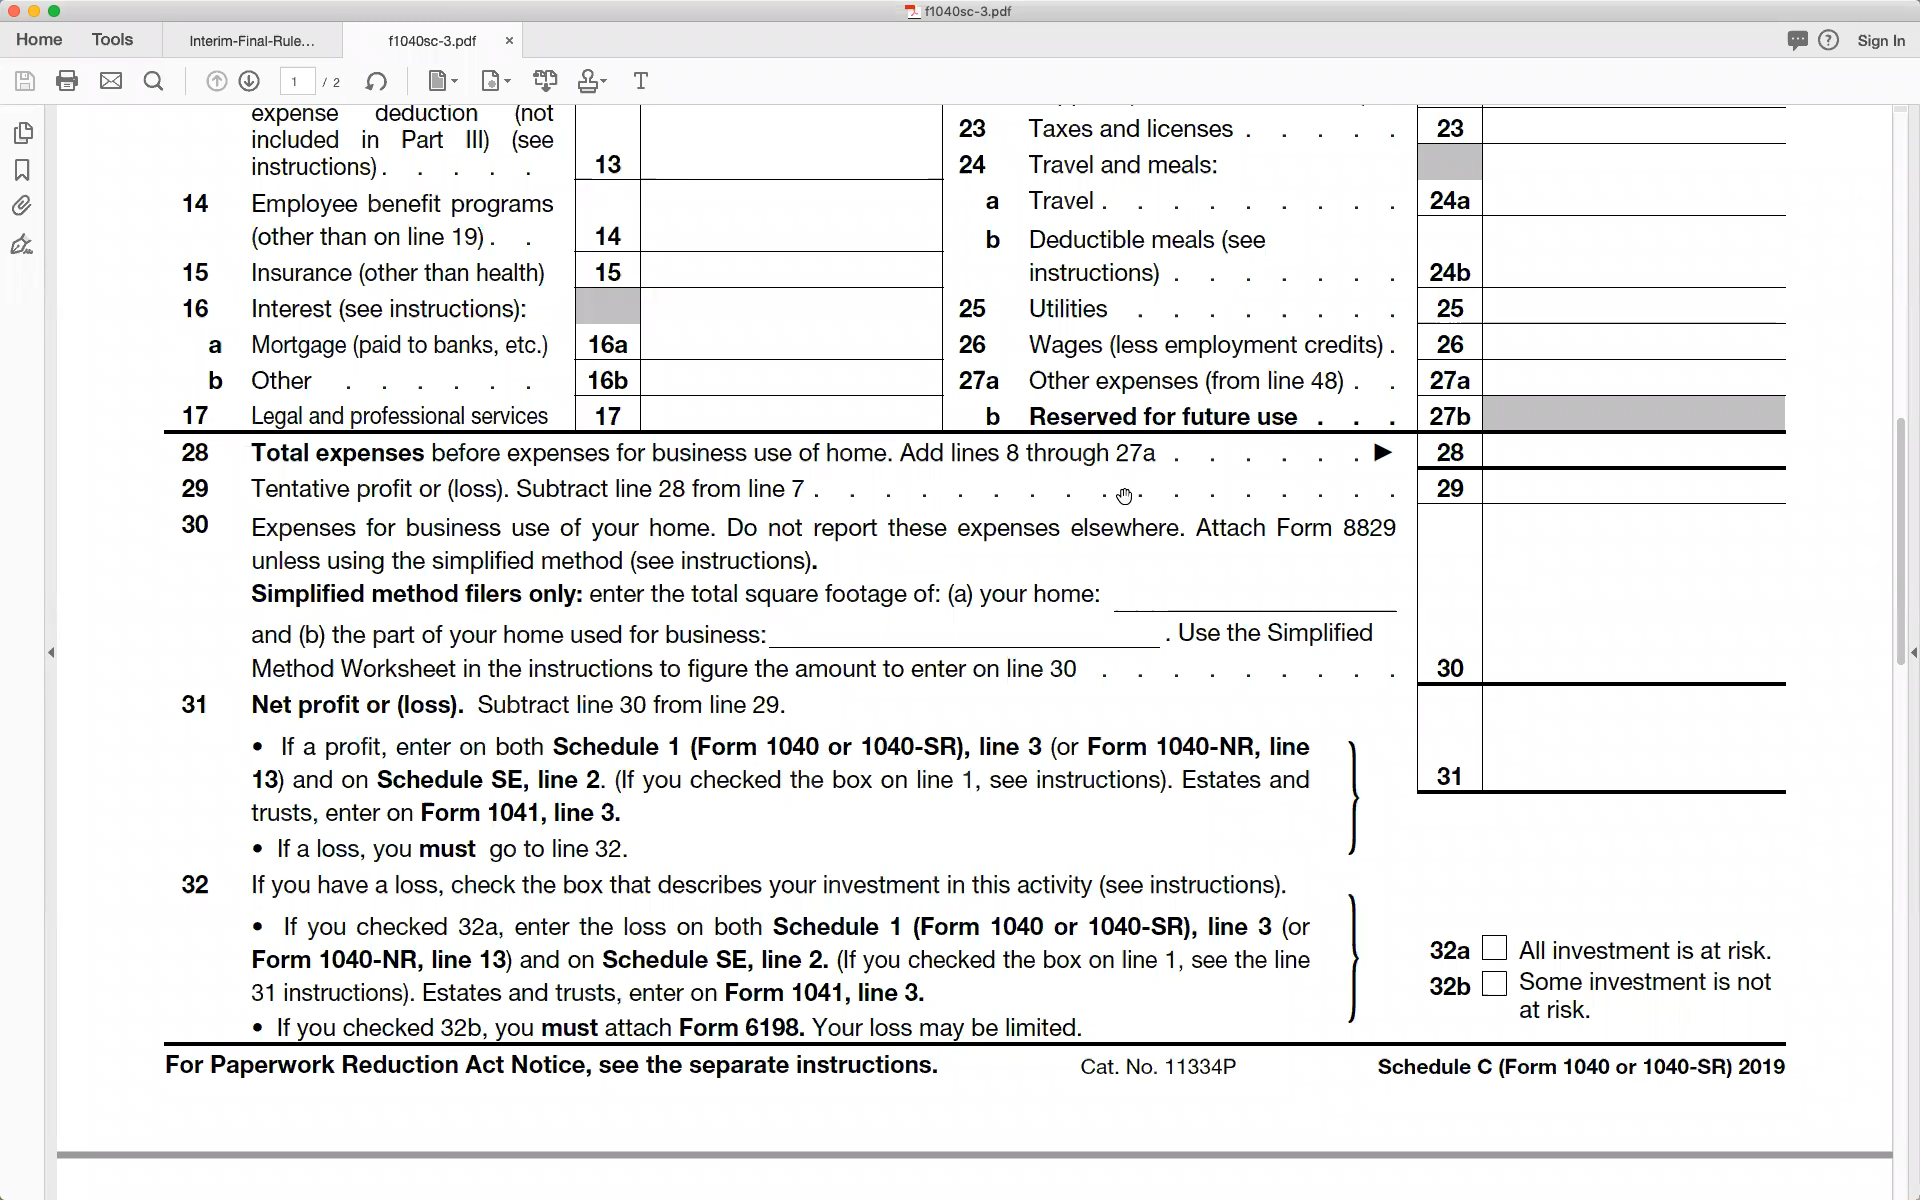 f1040sc-3.pdf
Home Tools Interim-Final-Rule... f1040sc-3.pdf × Sign In
1 / 2
expense deduction (not
included in Part III) (see
instructions). . . . . 13
14 Employee benefit programs
(other than on line 19). . 14
15 Insurance (other than health) 15
16 Interest (see instructions):
a Mortgage (paid to banks, etc.) 16a
b Other . . . . . . 16b
17 Legal and professional services 17
23 Taxes and licenses . . . . . 23
24 Travel and meals:
a Travel . . . . . . . . . 24a
b Deductible meals (see
instructions) . . . . . . . 24b
25 Utilities . . . . . . . . 25
26 Wages (less employment credits) . 26
27a Other expenses (from line 48) . . 27a
b Reserved for future use . . . 27b
28 Total expenses before expenses for business use of home. Add lines 8 through 27a . . . . . . ▶ 28
29 Tentative profit or (loss). Subtract line 28 from line 7 . . . . . . . . . . . . . . . . . 29
30 Expenses for business use of your home. Do not report these expenses elsewhere. Attach Form 8829
unless using the simplified method (see instructions).
Simplified method filers only: enter the total square footage of: (a) your home:
and (b) the part of your home used for business: . Use the Simplified
Method Worksheet in the instructions to figure the amount to enter on line 30 . . . . . . . . . 30
31 Net profit or (loss). Subtract line 30 from line 29.
• If a profit, enter on both Schedule 1 (Form 1040 or 1040-SR), line 3 (or Form 1040-NR, line
13) and on Schedule SE, line 2. (If you checked the box on line 1, see instructions). Estates and
trusts, enter on Form 1041, line 3.
• If a loss, you must go to line 32.
31
32 If you have a loss, check the box that describes your investment in this activity (see instructions).
• If you checked 32a, enter the loss on both Schedule 1 (Form 1040 or 1040-SR), line 3 (or
Form 1040-NR, line 13) and on Schedule SE, line 2. (If you checked the box on line 1, see the line
31 instructions). Estates and trusts, enter on Form 1041, line 3.
• If you checked 32b, you must attach Form 6198. Your loss may be limited.
32a All investment is at risk.
32b Some investment is not
at risk.
For Paperwork Reduction Act Notice, see the separate instructions. Cat. No. 11334P Schedule C (Form 1040 or 1040-SR) 2019